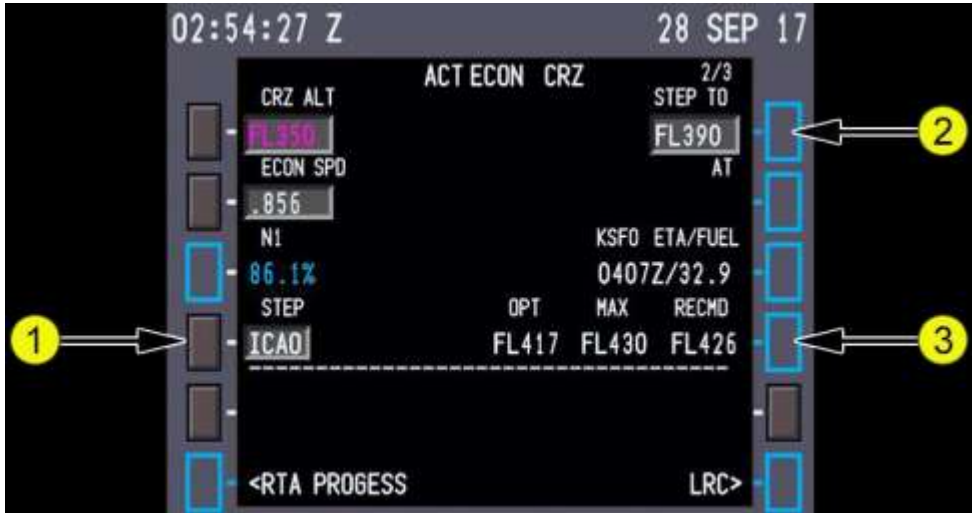 02:54:27 Z 28 SEP 17
ACT ECON CRZ 2/3
CRZ ALT STEP TO
FL350 FL390
ECON SPD AT
.856
N1 KSFO ETA/FUEL
86.1% 0407Z/32.9
STEP OPT MAX RECMD
ICAO FL417 FL430 FL426
<RTA PROGESS LRC>
1
2
3